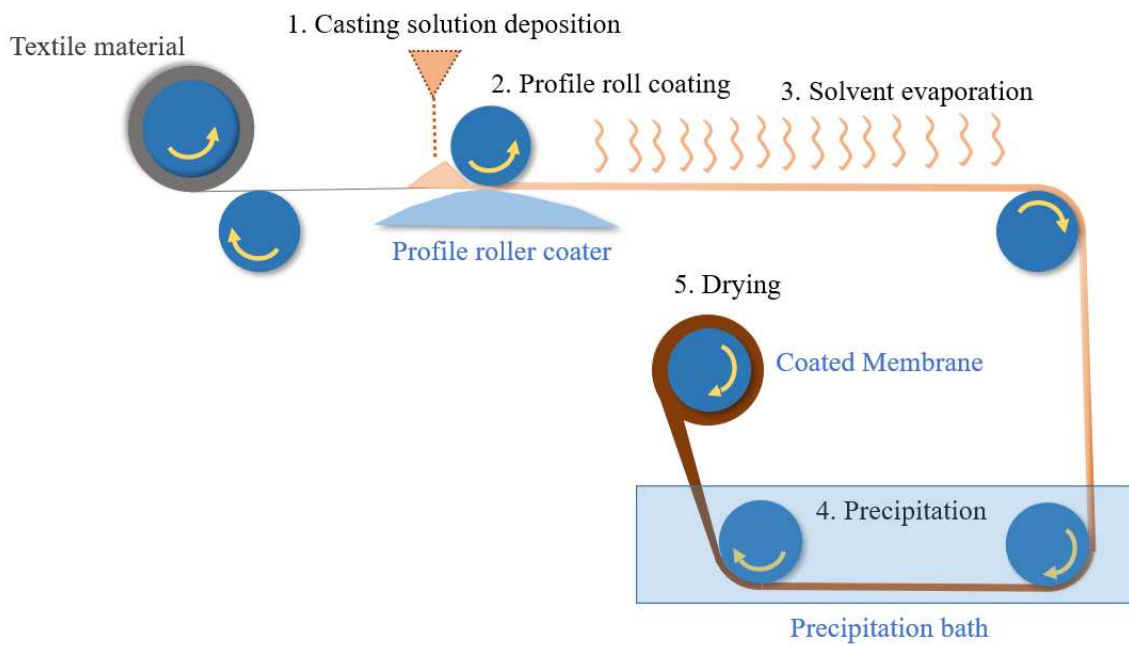 1. Casting solution deposition
Textile material
2. Profile roll coating
3. Solvent evaporation
Profile roller coater
5. Drying
Coated Membrane
4. Precipitation
Precipitation bath